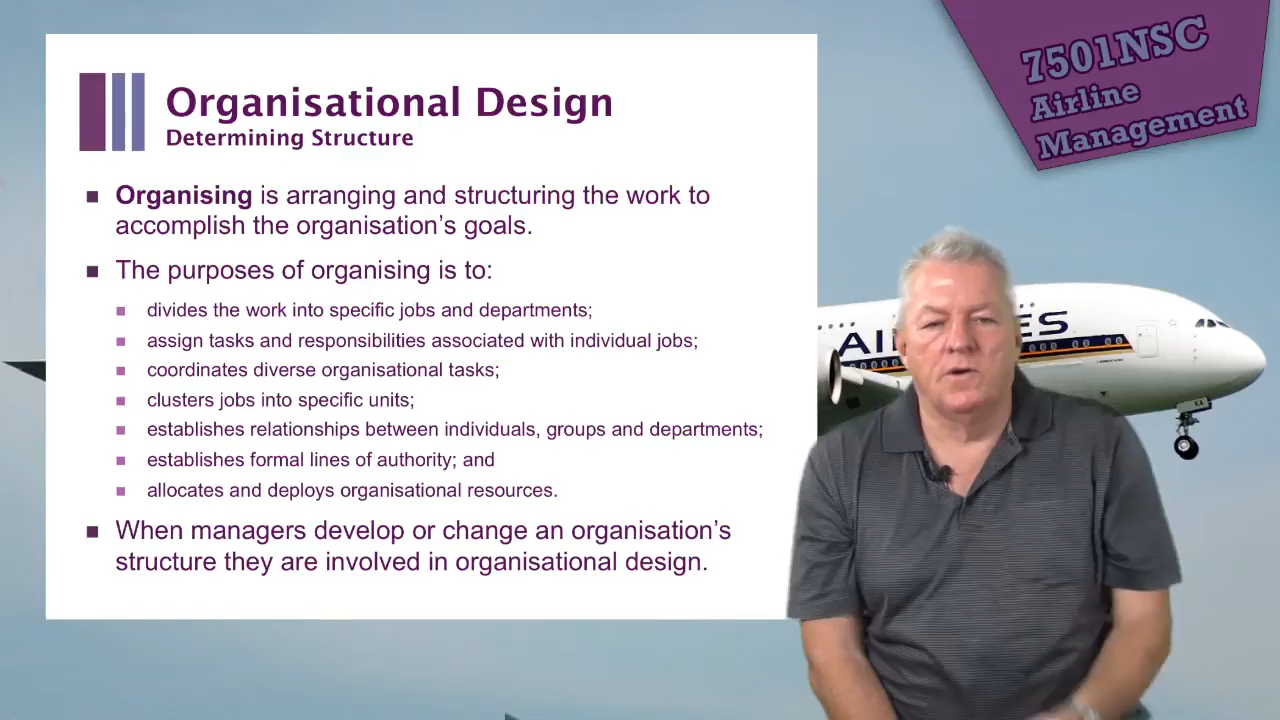 7501NSC
Airline
Management
Organisational Design
Determining Structure
Organising is arranging and structuring the work to
accomplish the organisation's goals.
The purposes of organising is to:
divides the work into specific jobs and departments;
assign tasks and responsibilities associated with individual jobs;
coordinates diverse organisational tasks;
clusters jobs into specific units;
establishes relationships between individuals, groups and departments;
establishes formal lines of authority; and
allocates and deploys organisational resources.
When managers develop or change an organisation's
structure they are involved in organisational design.